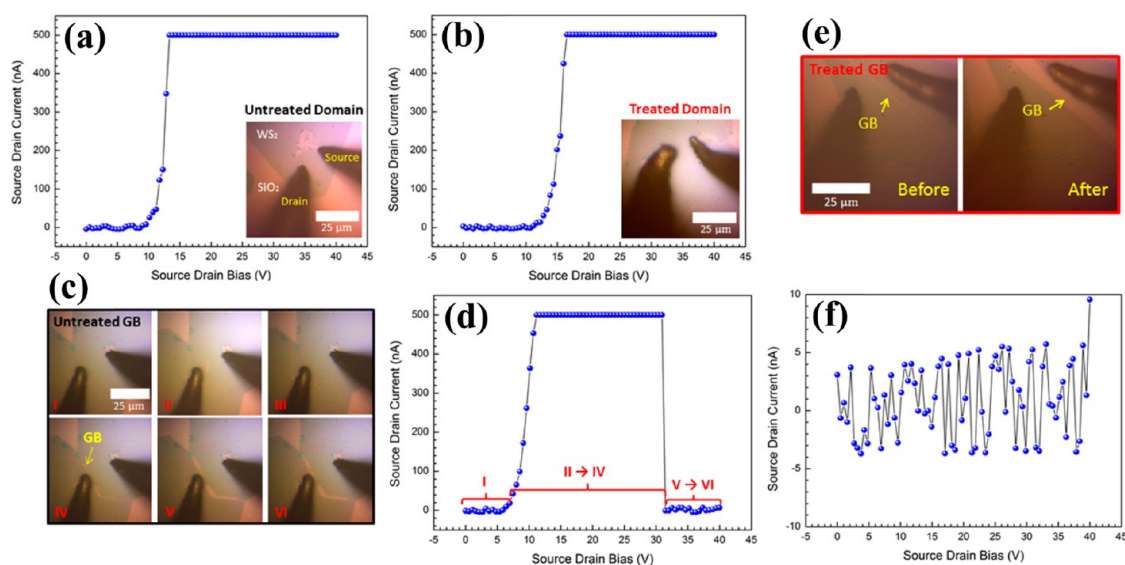 (a)
500
400
300
200
100
0
Source Drain Current (nA)
0 5 10 15 20 25 30 35 40 45
Source Drain Bias (V)
Untreated Domain
WS₂
Source
SiO₂
Drain
25 μm
(b)
500
400
300
200
100
0
Source Drain Current (nA)
0 5 10 15 20 25 30 35 40 45
Source Drain Bias (V)
Treated Domain
25 μm
(e)
Treated GB
GB
GB
25 μm
Before
After
(c)
Untreated GB
25 μm
I
II
III
GB
IV
V
VI
(d)
500
400
300
200
100
0
Source Drain Current (nA)
I
II → IV
V → VI
0 5 10 15 20 25 30 35 40 45
Source Drain Bias (V)
(f)
10
5
0
-5
-10
Source Drain Current (nA)
0 5 10 15 20 25 30 35 40 45
Source Drain Bias (V)